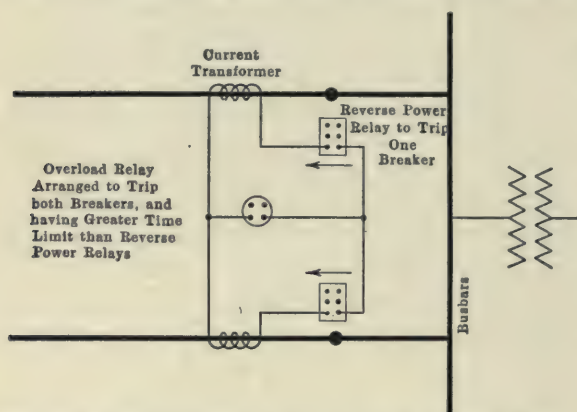 Current
Transformer
Reverse Power
Relay to Trip
One
Breaker
Overload Relay
Arranged to Trip
both Breakers, and
having Greater Time
Limit than Reverse
Power Relays
Busbars